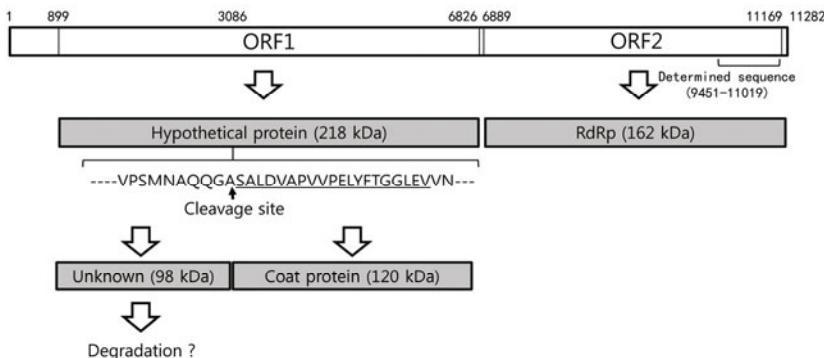 1 899 3086 6826 6889 11169 11282
ORF1 ORF2
Determined sequence
(9451-11019)
Hypothetical protein (218 kDa) RdRp (162 kDa)
----VPSMNAQQGASALDVAPVVPELYFTGGLEVVN---
Cleavage site
Unknown (98 kDa) Coat protein (120 kDa)
Degradation ?